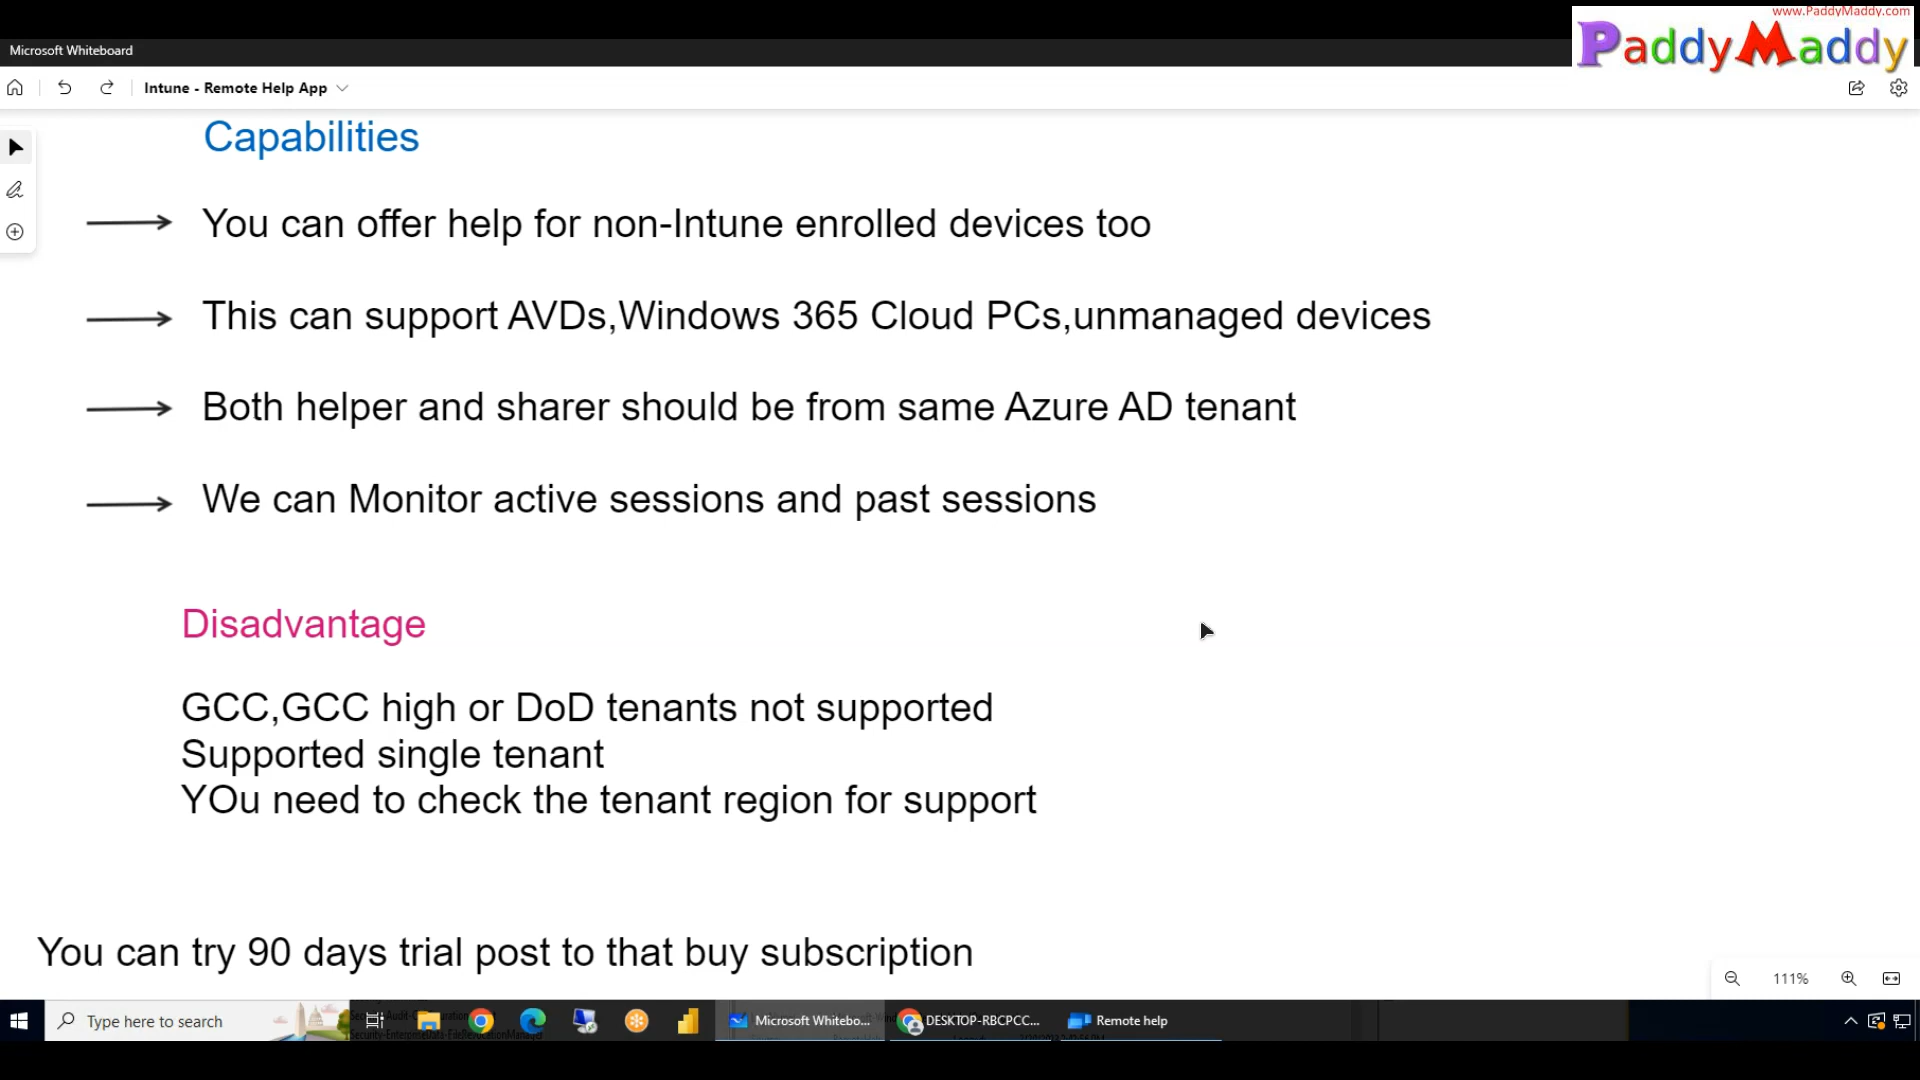 www.PaddyMaddy.com
PaddyMaddy
Microsoft Whiteboard
Intune - Remote Help App
Capabilities
You can offer help for non-Intune enrolled devices too
This can support AVDs,Windows 365 Cloud PCs,unmanaged devices
Both helper and sharer should be from same Azure AD tenant
We can Monitor active sessions and past sessions
Disadvantage
GCC,GCC high or DoD tenants not supported
Supported single tenant
YOu need to check the tenant region for support
You can try 90 days trial post to that buy subscription
111%
Type here to search
Microsoft Whitebo...
DESKTOP-RBCPCC...
Remote help